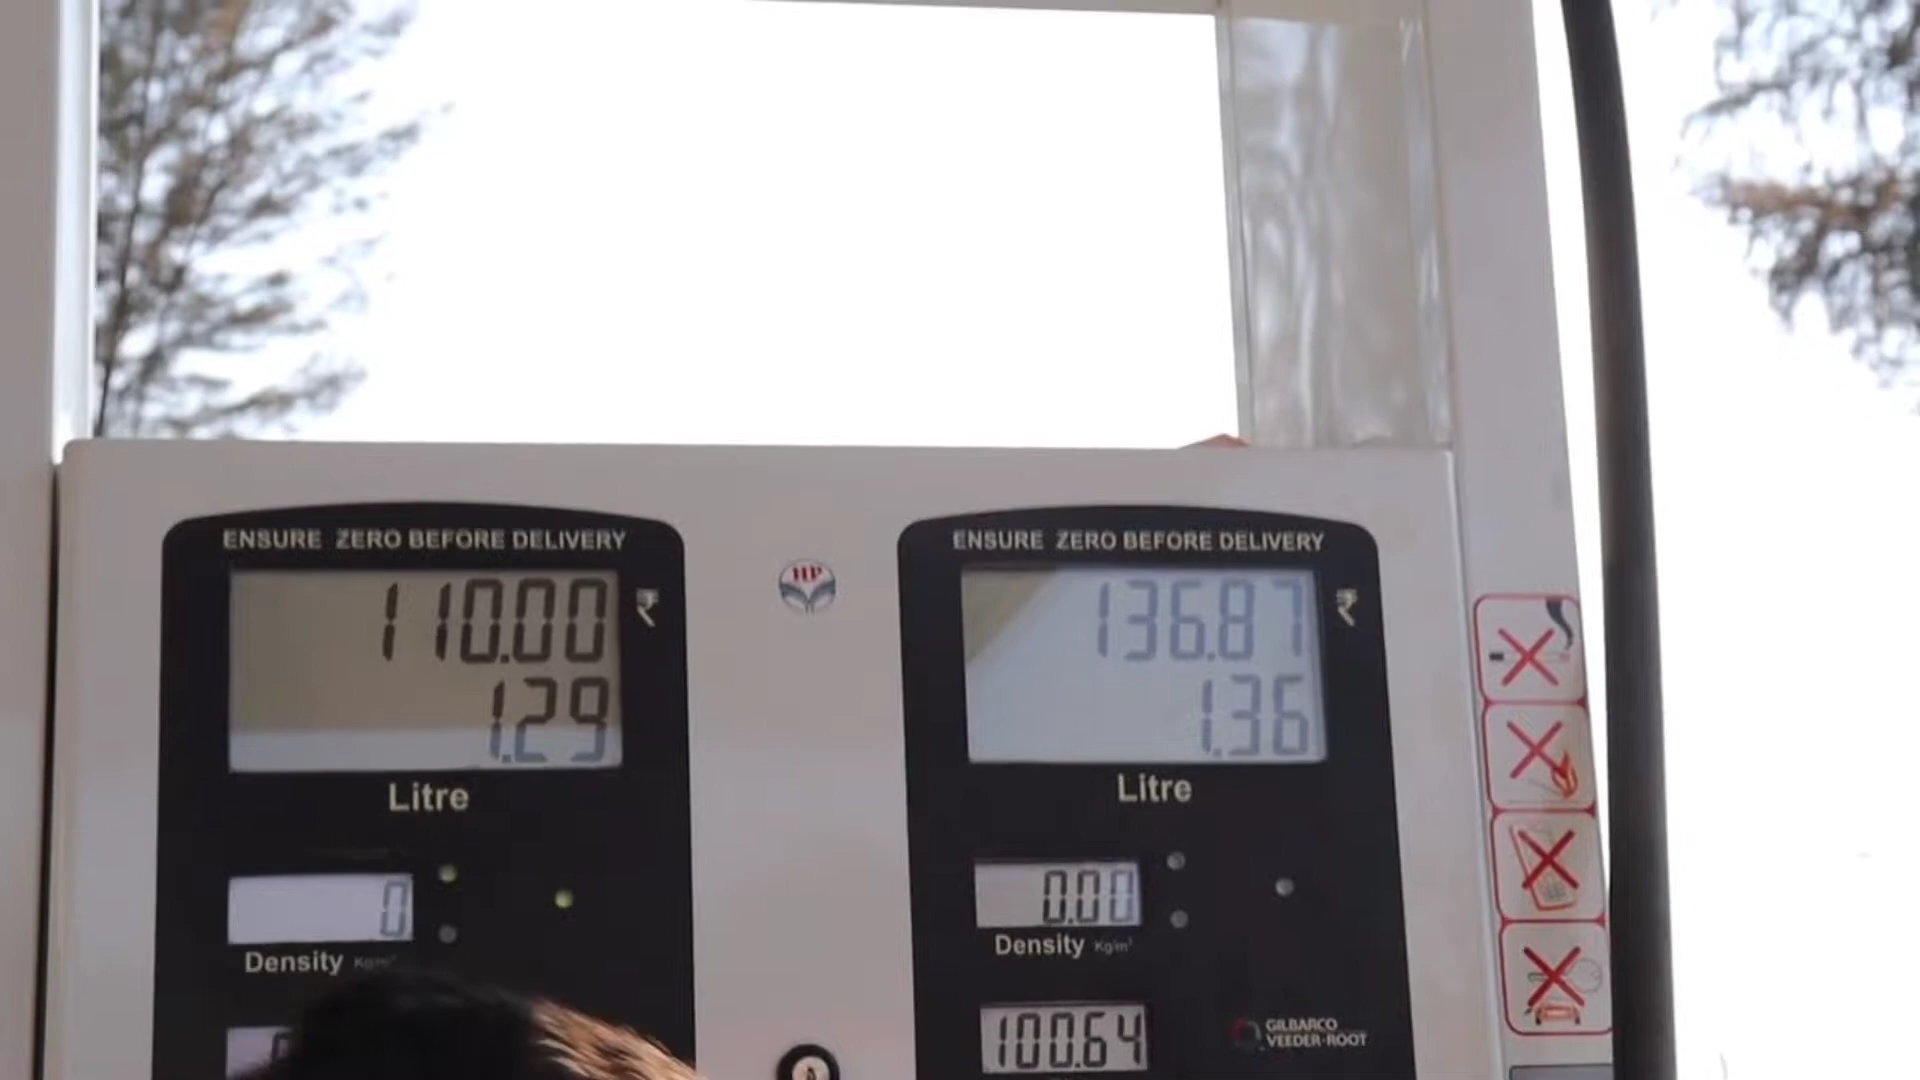 ENSURE ZERO BEFORE DELIVERY
110.00
₹
1.29
Litre
0
Density Kg/m³
HP
ENSURE ZERO BEFORE DELIVERY
136.87
₹
1.36
Litre
0.00
Density Kg/m³
100.64
GILBARCO
VEEDER-ROOT